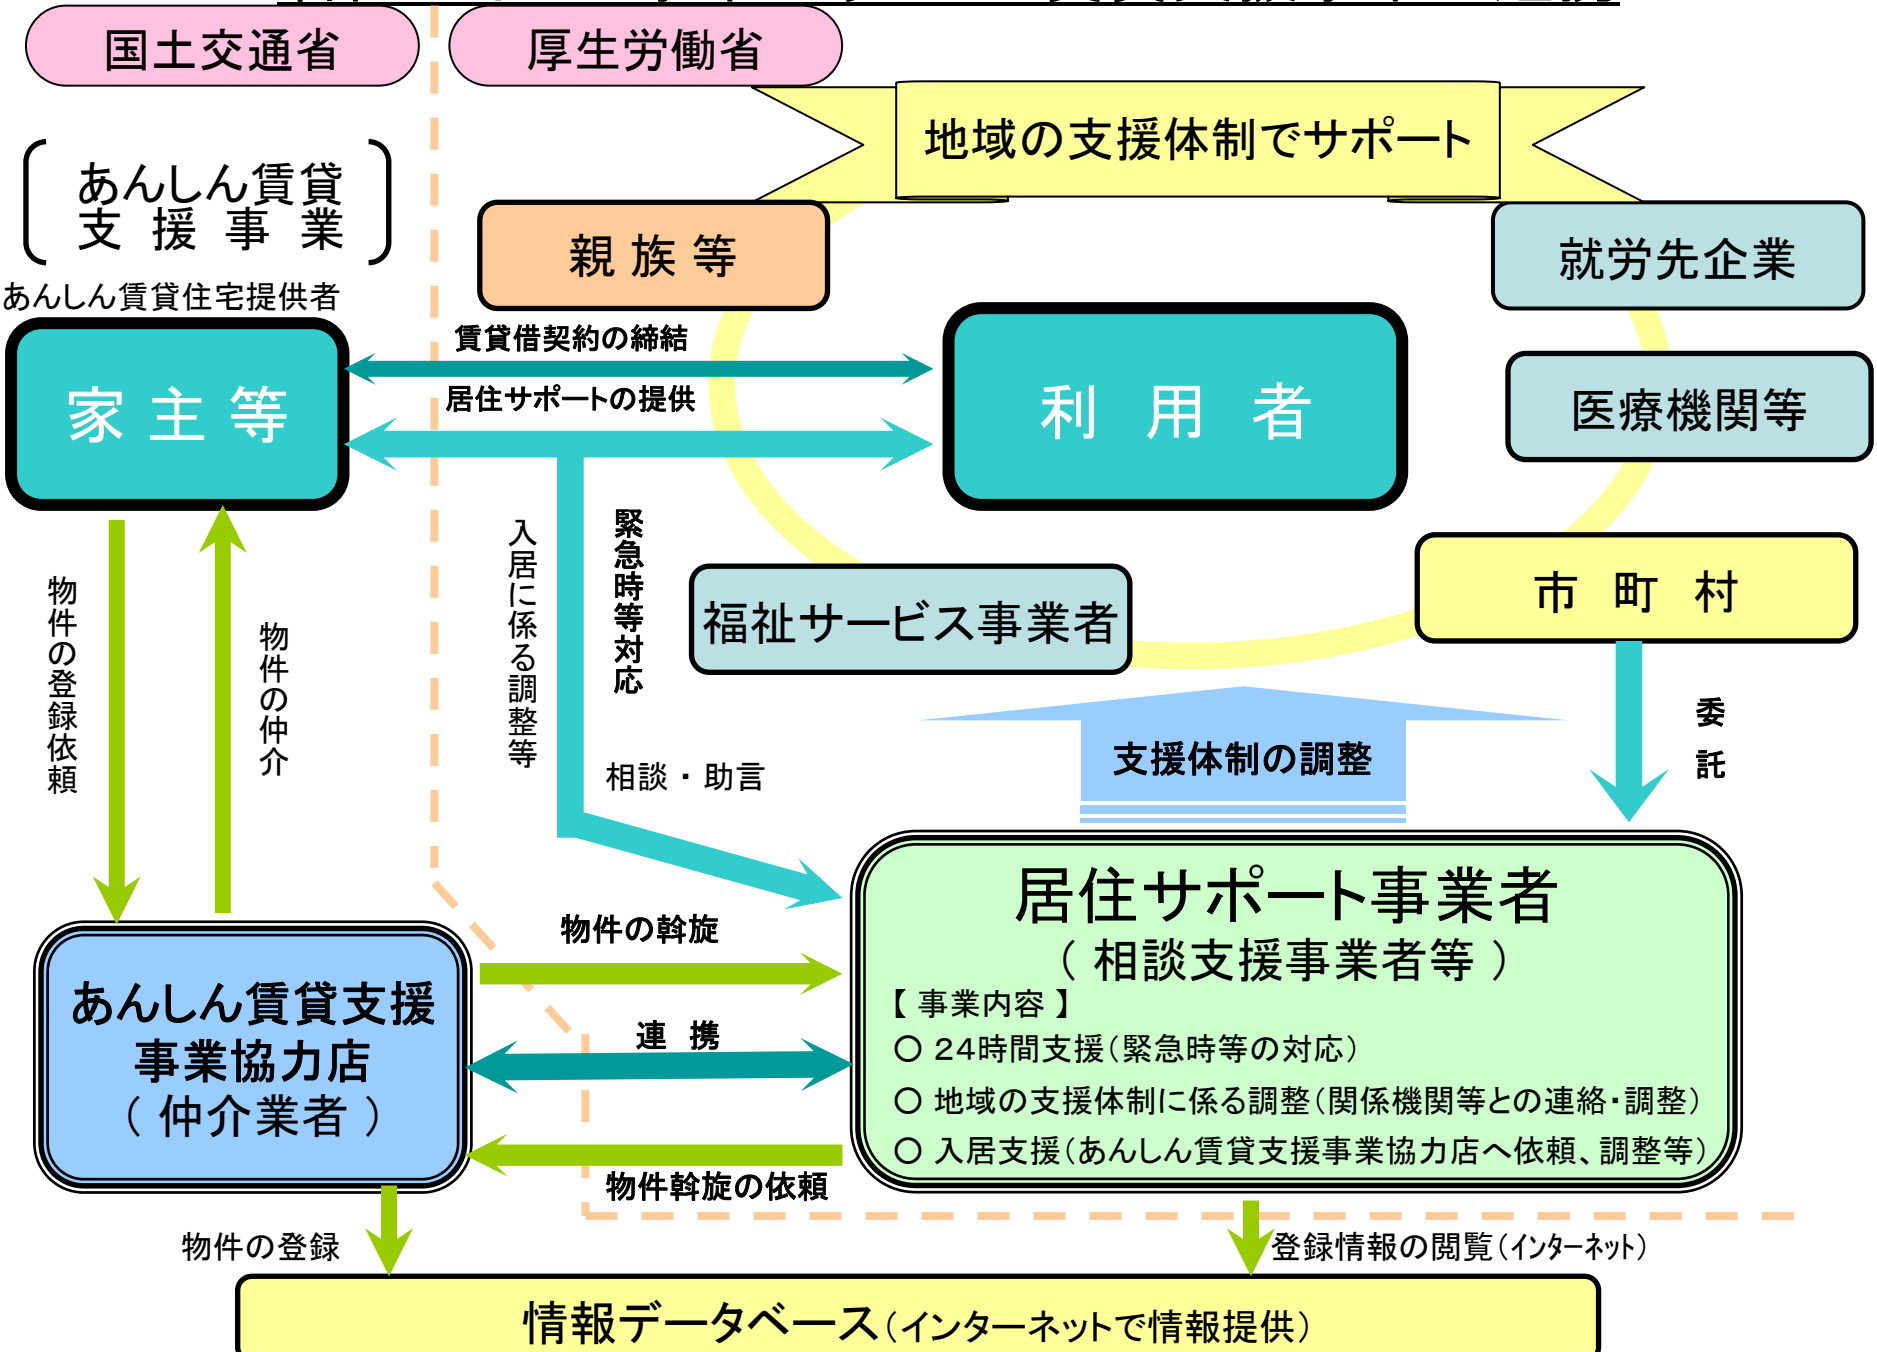 国土交通省
厚生労働省
地域の支援体制でサポート
あんしん賃貸
支援事業
あんしん賃貸住宅提供者
親族等
就労先企業
賃貸借契約の締結
家主等
居住サポートの提供
利用者
医療機関等
入居に係る調整等
緊急時等対応
物件の登録依頼
物件の仲介
福祉サービス事業者
市町村
委託
支援体制の調整
相談・助言
居住サポート事業者
（相談支援事業者等）
【事業内容】
○ 24時間支援（緊急時等の対応）
○ 地域の支援体制に係る調整（関係機関等との連絡・調整）
○ 入居支援（あんしん賃貸支援事業協力店へ依頼、調整等）
物件の斡旋
連携
物件斡旋の依頼
あんしん賃貸支援
事業協力店
（仲介業者）
物件の登録
登録情報の閲覧（インターネット）
情報データベース（インターネットで情報提供）